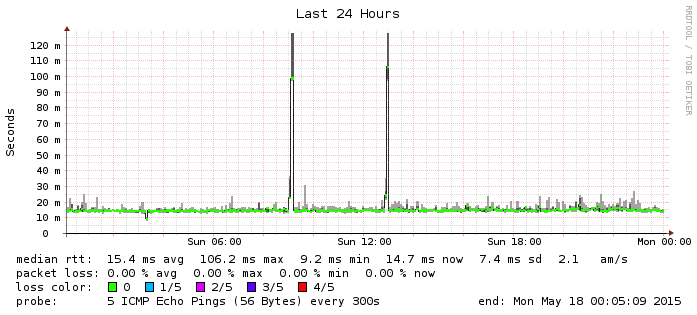 Last 24 Hours
RRDTOOL / TOBI OETIKER
Seconds
120 m
110 m
100 m
90 m
80 m
70 m
60 m
50 m
40 m
30 m
20 m
10 m
0
Sun 06:00 Sun 12:00 Sun 18:00 Mon 00:00
median rtt: 15.4 ms avg 106.2 ms max 9.2 ms min 14.7 ms now 7.4 ms sd 2.1 am/s
packet loss: 0.00 % avg 0.00 % max 0.00 % min 0.00 % now
loss color: 0 1/5 2/5 3/5 4/5
probe: 5 ICMP Echo Pings (56 Bytes) every 300s end: Mon May 18 00:05:09 2015